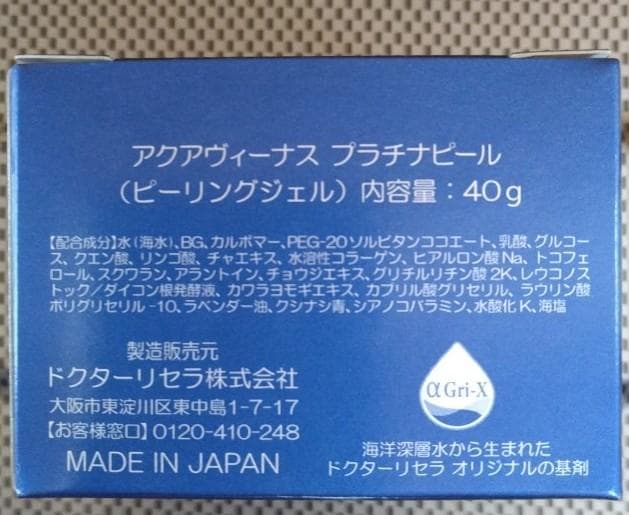 アクアヴィーナス プラチナピール
（ピーリングジェル）内容量：40g
【配合成分】水（海水）、BG、カルボマー、PEG-20ソルビタンココエート、乳酸、グルコー
ス、クエン酸、リンゴ酸、チャエキス、水溶性コラーゲン、ヒアルロン酸Na、トコフェ
ロール、スクワラン、アラントイン、チョウジエキス、グリチルリチン酸2K、レウコノス
トック／ダイコン根発酵液、カワラヨモギエキス、カプリル酸グリセリル、ラウリン酸
ポリグリセリル-10、ラベンダー油、クシナシ青、シアノコバラミン、水酸化K、海塩
製造販売元
ドクターリセラ株式会社
大阪市東淀川区東中島1-7-17
【お客様窓口】0120-410-248
MADE IN JAPAN
αGri-X
海洋深層水から生まれた
ドクターリセラ オリジナルの基剤